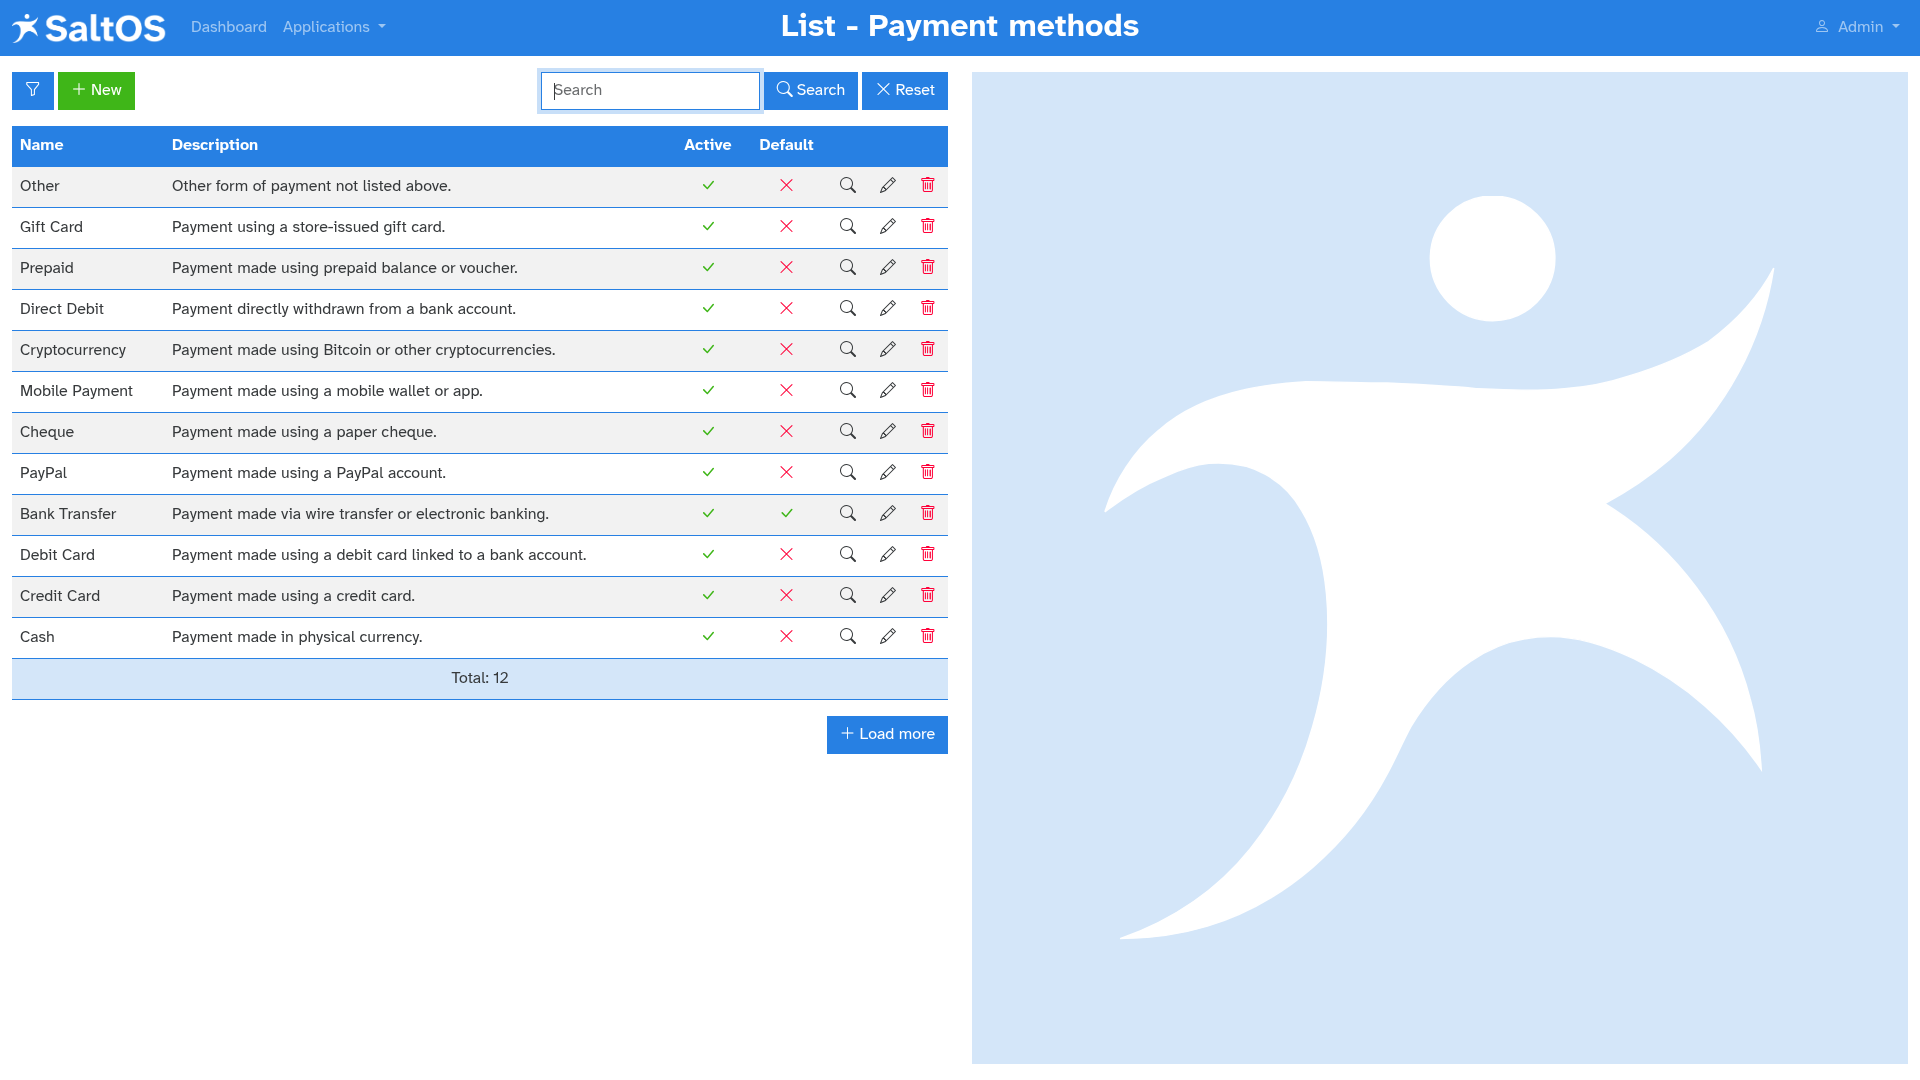 SaltOS Dashboard Applications List - Payment methods Admin
New Search Search Reset
Name Description Active Default
Other Other form of payment not listed above.
Gift Card Payment using a store-issued gift card.
Prepaid Payment made using prepaid balance or voucher.
Direct Debit Payment directly withdrawn from a bank account.
Cryptocurrency Payment made using Bitcoin or other cryptocurrencies.
Mobile Payment Payment made using a mobile wallet or app.
Cheque Payment made using a paper cheque.
PayPal Payment made using a PayPal account.
Bank Transfer Payment made via wire transfer or electronic banking.
Debit Card Payment made using a debit card linked to a bank account.
Credit Card Payment made using a credit card.
Cash Payment made in physical currency.
Total: 12
Load more